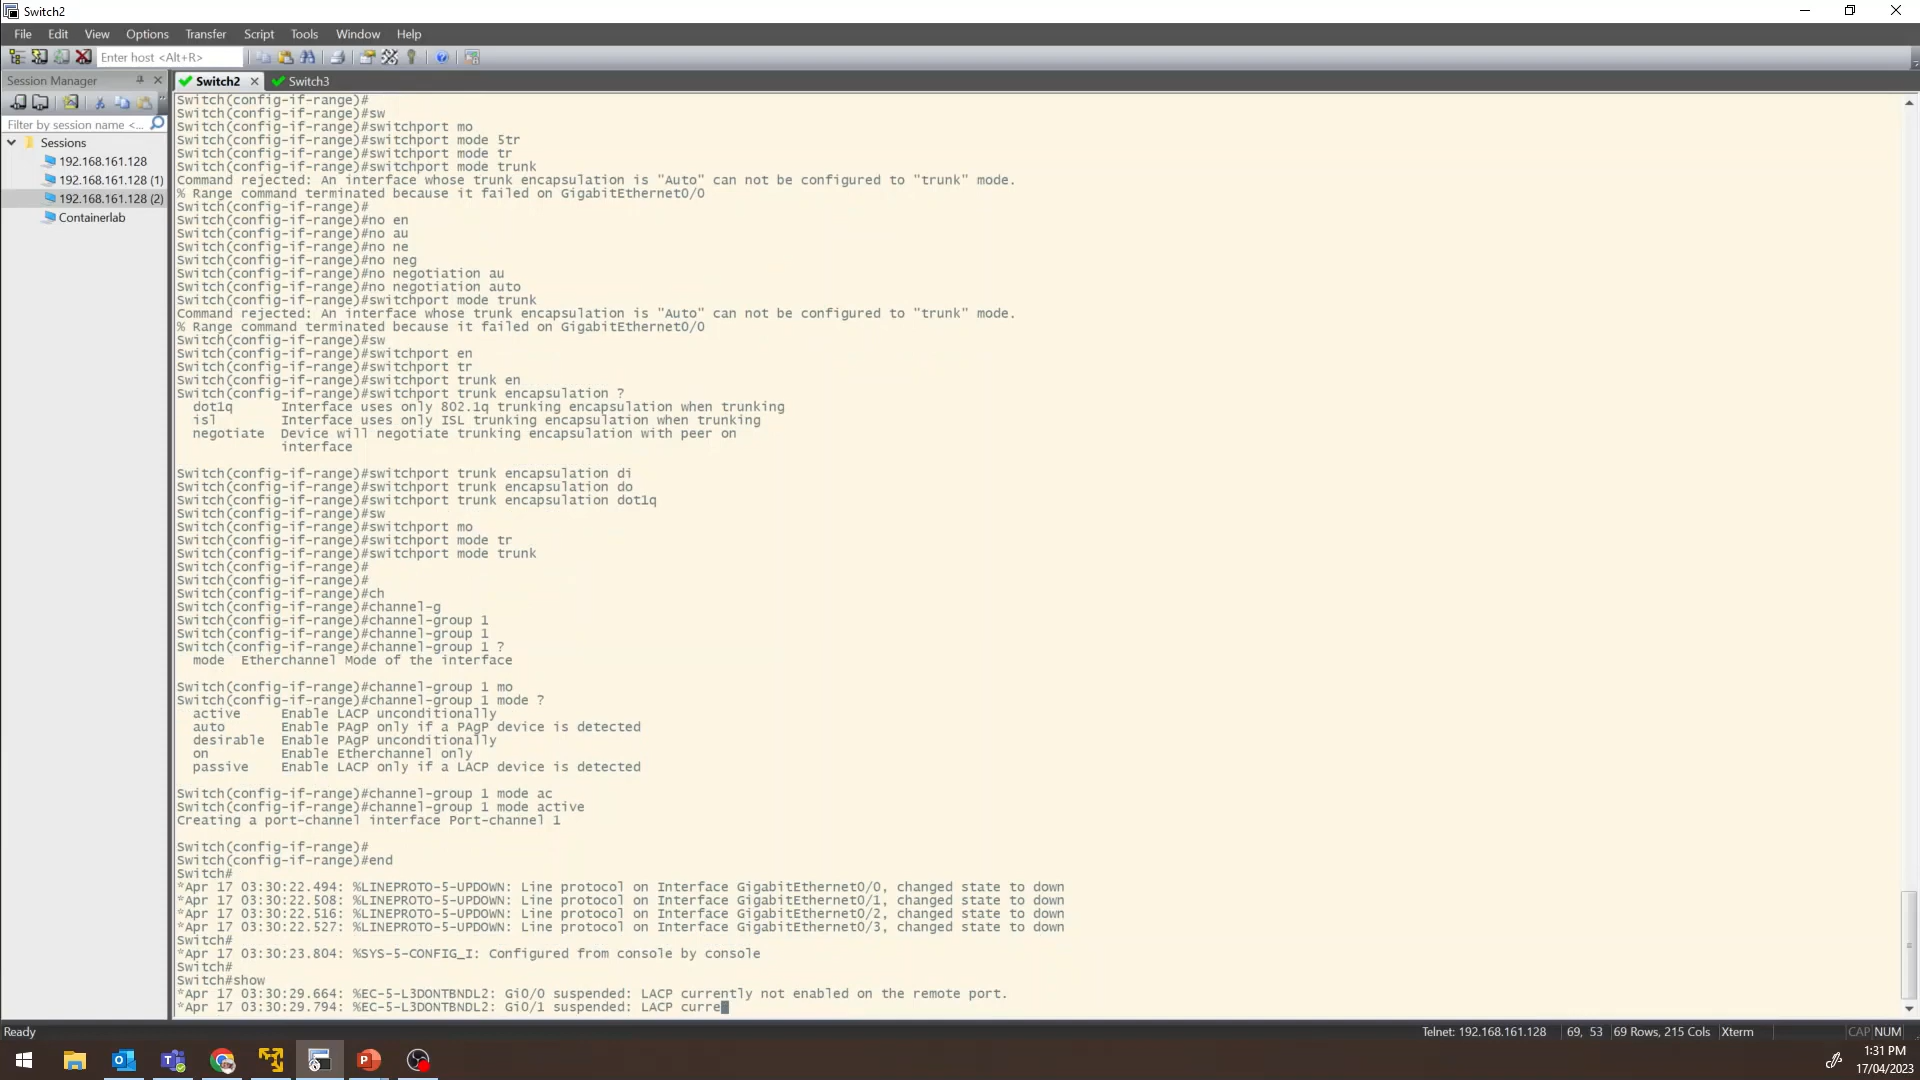 Switch2
File Edit View Options Transfer Script Tools Window Help
Enter host <Alt+R>
Session Manager
Switch2 Switch3
Filter by session name <...
Sessions
192.168.161.128
192.168.161.128 (1)
192.168.161.128 (2)
Containerlab
Switch(config-if-range)#
Switch(config-if-range)#sw
Switch(config-if-range)#switchport mo
Switch(config-if-range)#switchport mode 5tr
Switch(config-if-range)#switchport mode tr
Switch(config-if-range)#switchport mode trunk
Command rejected: An interface whose trunk encapsulation is "Auto" can not be configured to "trunk" mode.
% Range command terminated because it failed on GigabitEthernet0/0
Switch(config-if-range)#
Switch(config-if-range)#no en
Switch(config-if-range)#no au
Switch(config-if-range)#no ne
Switch(config-if-range)#no neg
Switch(config-if-range)#no negotiation au
Switch(config-if-range)#no negotiation auto
Switch(config-if-range)#switchport mode trunk
Command rejected: An interface whose trunk encapsulation is "Auto" can not be configured to "trunk" mode.
% Range command terminated because it failed on GigabitEthernet0/0
Switch(config-if-range)#sw
Switch(config-if-range)#switchport en
Switch(config-if-range)#switchport tr
Switch(config-if-range)#switchport trunk en
Switch(config-if-range)#switchport trunk encapsulation ?
dot1q Interface uses only 802.1q trunking encapsulation when trunking
isl Interface uses only ISL trunking encapsulation when trunking
negotiate Device will negotiate trunking encapsulation with peer on
interface
Switch(config-if-range)#switchport trunk encapsulation di
Switch(config-if-range)#switchport trunk encapsulation do
Switch(config-if-range)#switchport trunk encapsulation dot1q
Switch(config-if-range)#sw
Switch(config-if-range)#switchport mo
Switch(config-if-range)#switchport mode tr
Switch(config-if-range)#switchport mode trunk
Switch(config-if-range)#
Switch(config-if-range)#
Switch(config-if-range)#ch
Switch(config-if-range)#channel-g
Switch(config-if-range)#channel-group 1
Switch(config-if-range)#channel-group 1
Switch(config-if-range)#channel-group 1 ?
mode Etherchannel Mode of the interface
Switch(config-if-range)#channel-group 1 mo
Switch(config-if-range)#channel-group 1 mode ?
active Enable LACP unconditionally
auto Enable PAgP only if a PAgP device is detected
desirable Enable PAgP unconditionally
on Enable Etherchannel only
passive Enable LACP only if a LACP device is detected
Switch(config-if-range)#channel-group 1 mode ac
Switch(config-if-range)#channel-group 1 mode active
Creating a port-channel interface Port-channel 1
Switch(config-if-range)#
Switch(config-if-range)#end
Switch#
*Apr 17 03:30:22.494: %LINEPROTO-5-UPDOWN: Line protocol on Interface GigabitEthernet0/0, changed state to down
*Apr 17 03:30:22.508: %LINEPROTO-5-UPDOWN: Line protocol on Interface GigabitEthernet0/1, changed state to down
*Apr 17 03:30:22.516: %LINEPROTO-5-UPDOWN: Line protocol on Interface GigabitEthernet0/2, changed state to down
*Apr 17 03:30:22.527: %LINEPROTO-5-UPDOWN: Line protocol on Interface GigabitEthernet0/3, changed state to down
Switch#
*Apr 17 03:30:23.804: %SYS-5-CONFIG_I: Configured from console by console
Switch#
Switch#show
*Apr 17 03:30:29.664: %EC-5-L3DONTBNDL2: Gi0/0 suspended: LACP currently not enabled on the remote port.
*Apr 17 03:30:29.794: %EC-5-L3DONTBNDL2: Gi0/1 suspended: LACP curre
Ready Telnet: 192.168.161.128 69, 53 69 Rows, 215 Cols Xterm CAP NUM
1:31 PM
17/04/2023